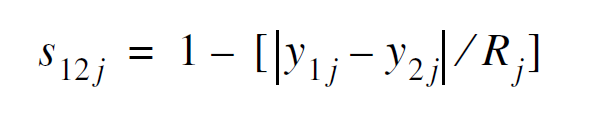 s₁₂ⱼ = 1 – [|y₁ⱼ – y₂ⱼ|/Rⱼ]